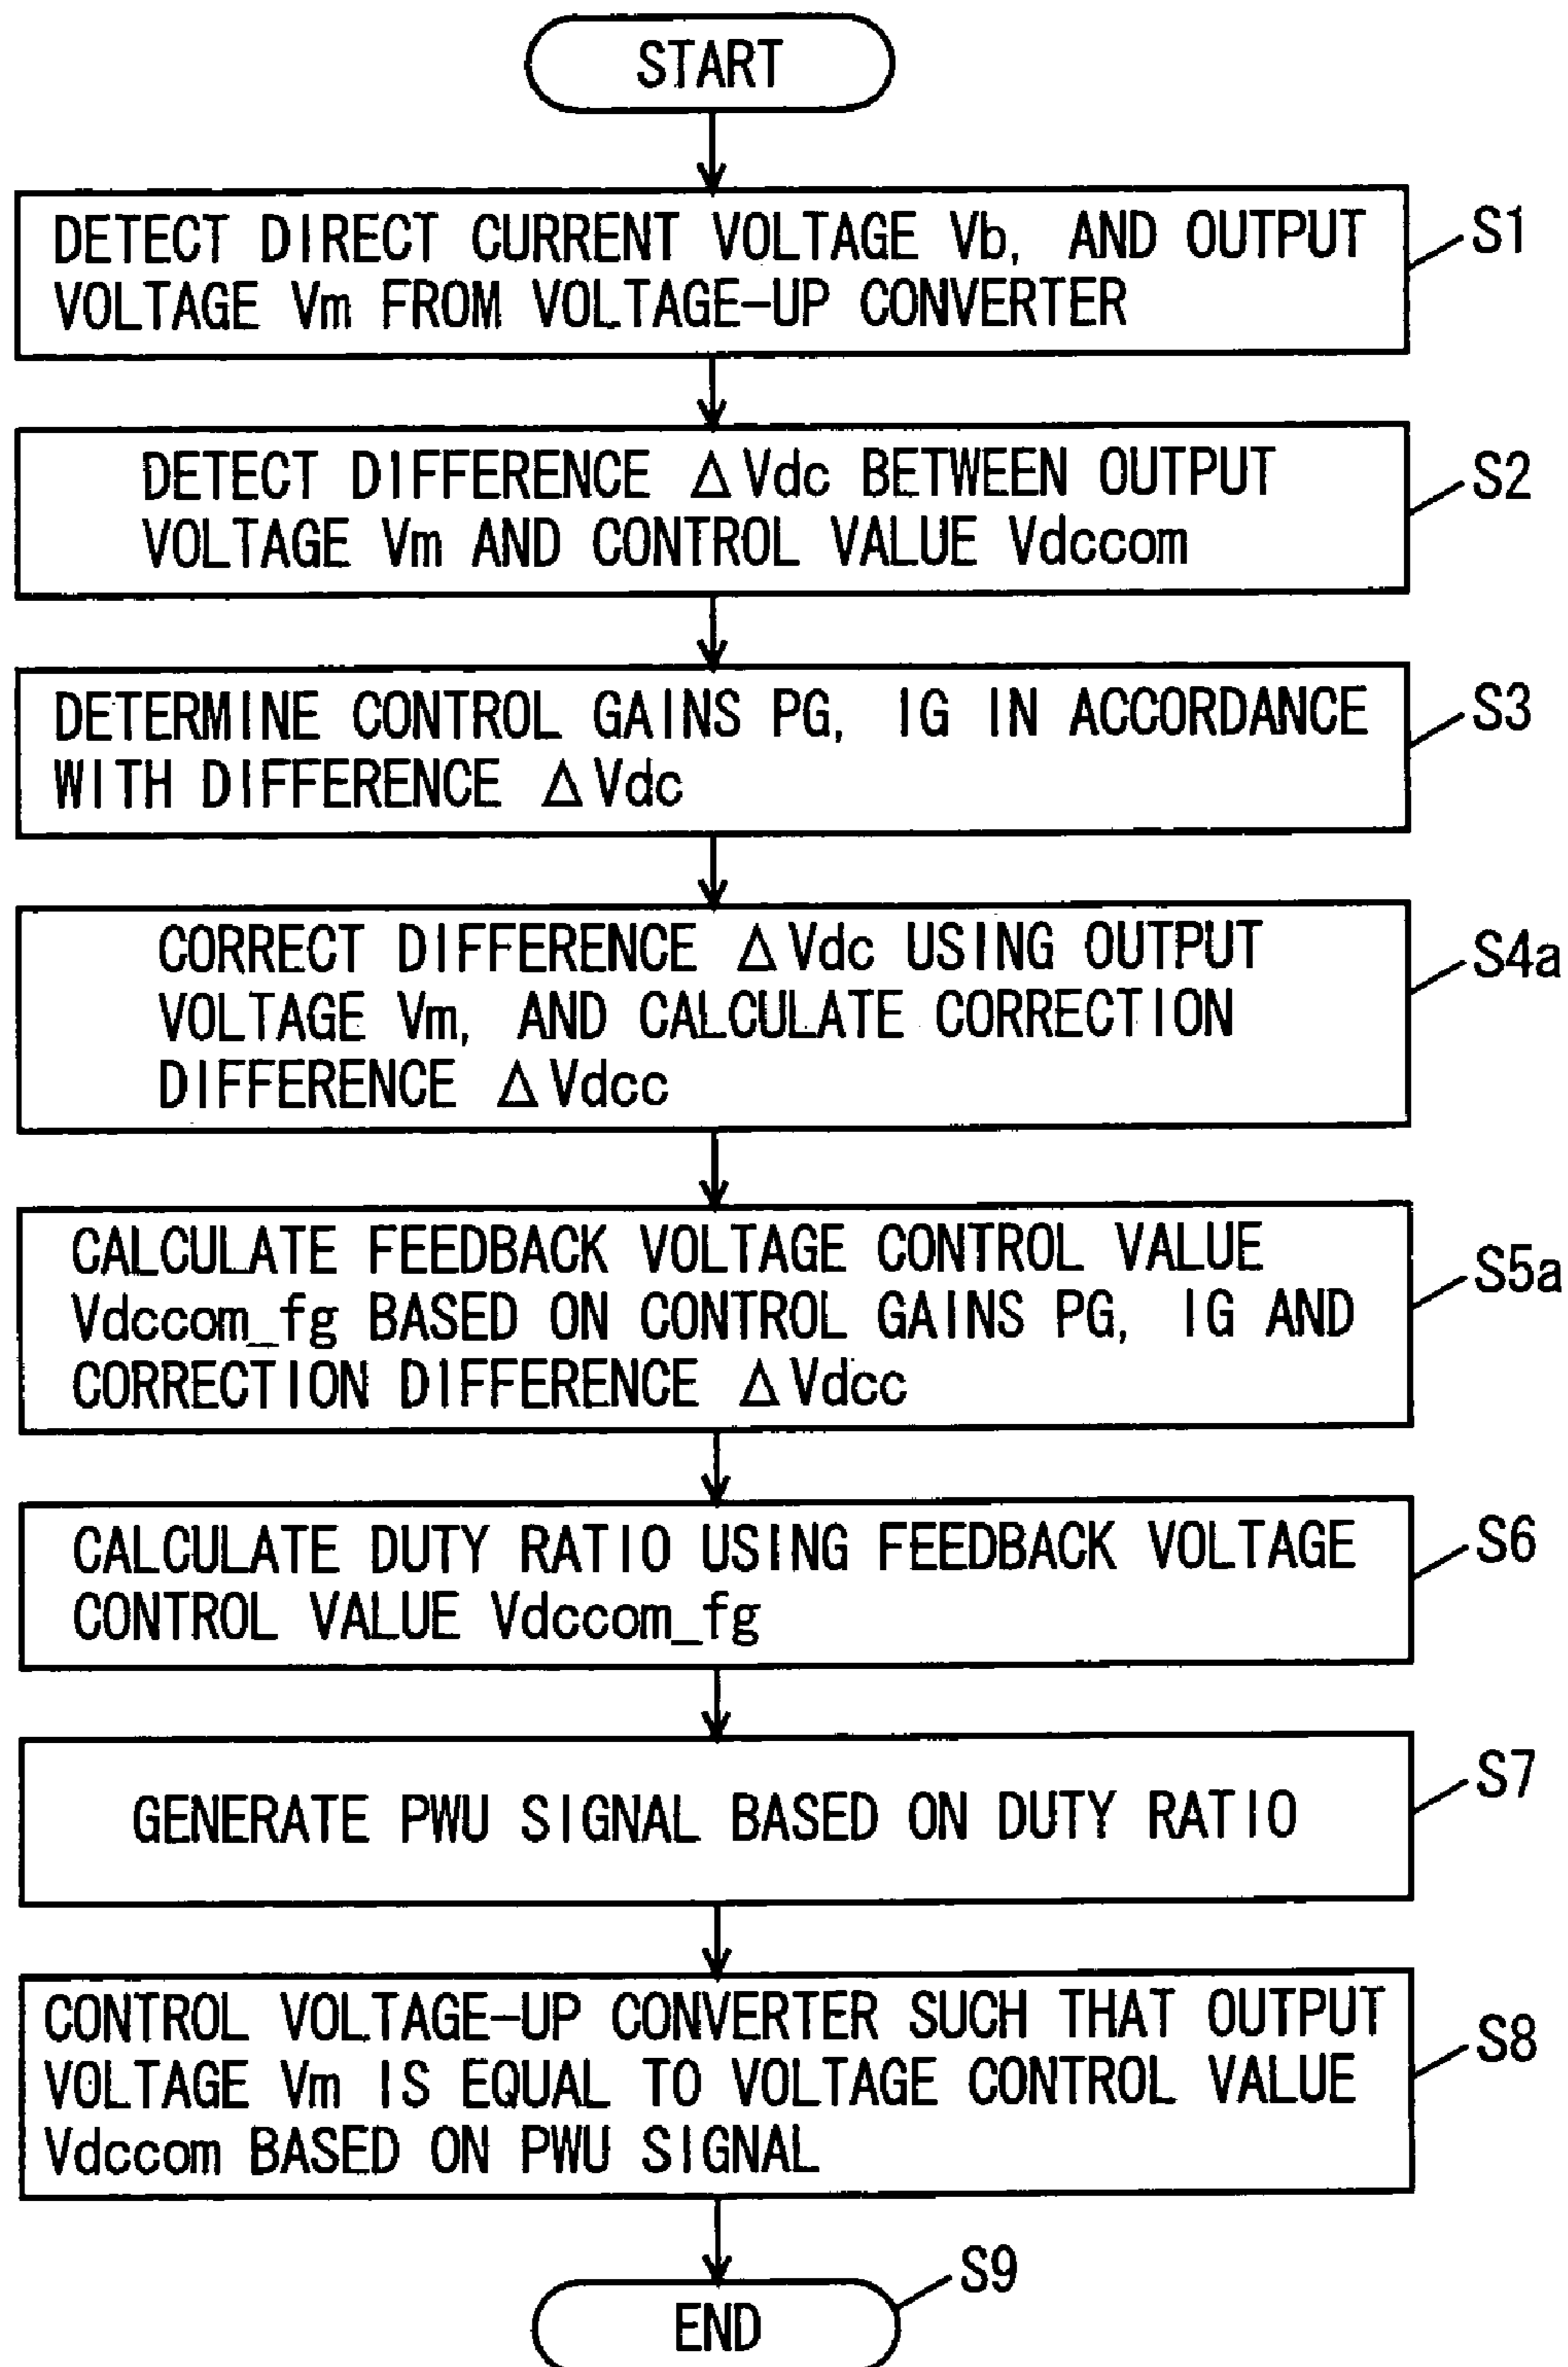 START
DETECT DIRECT CURRENT VOLTAGE Vb, AND OUTPUT
VOLTAGE Vm FROM VOLTAGE-UP CONVERTER
S1
DETECT DIFFERENCE ΔVdc BETWEEN OUTPUT
VOLTAGE Vm AND CONTROL VALUE Vdccom
S2
DETERMINE CONTROL GAINS PG, IG IN ACCORDANCE
WITH DIFFERENCE ΔVdc
S3
CORRECT DIFFERENCE ΔVdc USING OUTPUT
VOLTAGE Vm, AND CALCULATE CORRECTION
DIFFERENCE ΔVdcc
S4a
CALCULATE FEEDBACK VOLTAGE CONTROL VALUE
Vdccom_fg BASED ON CONTROL GAINS PG, IG AND
CORRECTION DIFFERENCE ΔVdcc
S5a
CALCULATE DUTY RATIO USING FEEDBACK VOLTAGE
CONTROL VALUE Vdccom_fg
S6
GENERATE PWU SIGNAL BASED ON DUTY RATIO
S7
CONTROL VOLTAGE-UP CONVERTER SUCH THAT OUTPUT
VOLTAGE Vm IS EQUAL TO VOLTAGE CONTROL VALUE
Vdccom BASED ON PWU SIGNAL
S8
END
S9